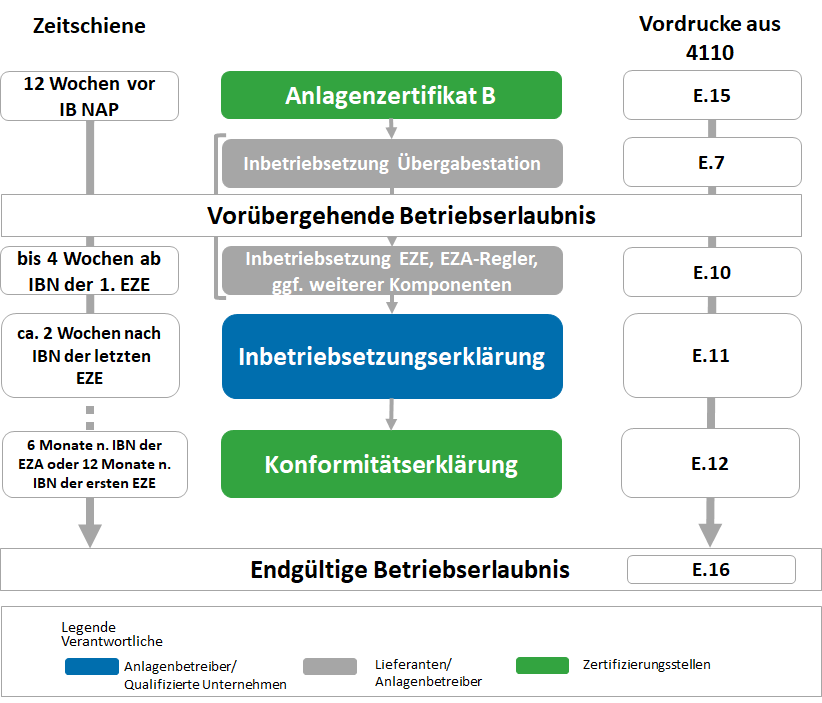 Zeitschiene
Vordrucke aus
4110
12 Wochen vor
IB NAP
Anlagenzertifikat B
E.15
Inbetriebsetzung Übergabestation
E.7
Vorübergehende Betriebserlaubnis
bis 4 Wochen ab
IBN der 1. EZE
Inbetriebsetzung EZE, EZA-Regler,
ggf. weiterer Komponenten
E.10
ca. 2 Wochen nach
IBN der letzten
EZE
Inbetriebsetzungserklärung
E.11
6 Monate n. IBN der
EZA oder 12 Monate n.
IBN der ersten EZE
Konformitätserklärung
E.12
Endgültige Betriebserlaubnis
E.16
Legende
Verantwortliche
Anlagenbetreiber/
Qualifizierte Unternehmen
Lieferanten/
Anlagenbetreiber
Zertifizierungsstellen